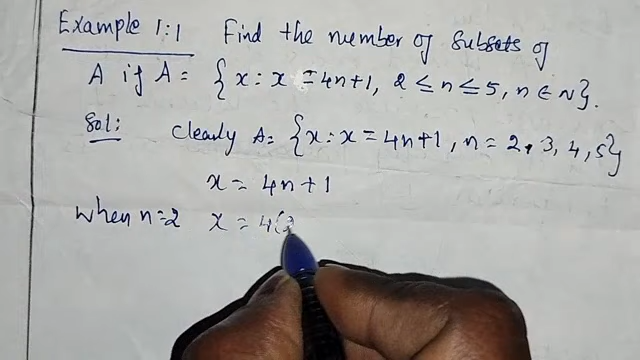 Example 1:1 Find the number of subsets of
A if A = {x : x = 4n+1, 2 ≤ n ≤ 5, n ∈ N}.
Sol: Clearly A = {x : x = 4n+1, n = 2, 3, 4, 5}
x = 4n+1
When n=2 x = 4(2